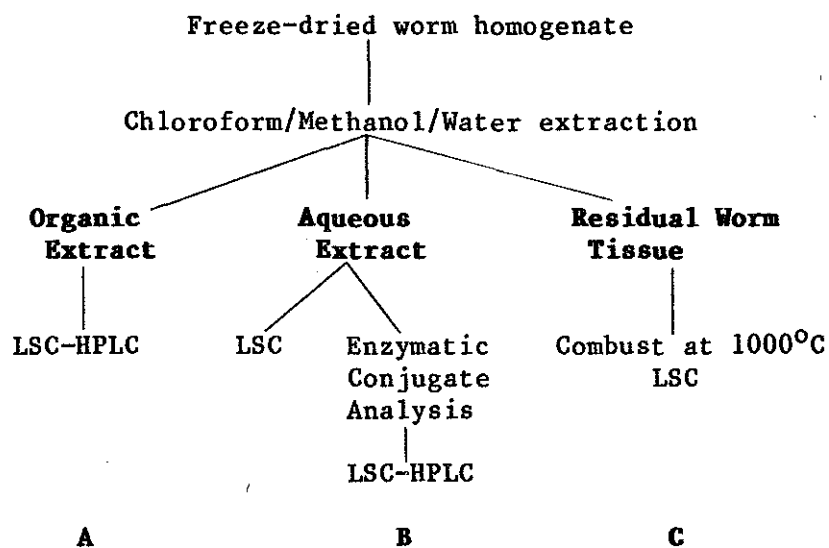 Freeze-dried worm homogenate
Chloroform/Methanol/Water extraction
Organic Extract
Aqueous Extract
Residual Worm Tissue
LSC-HPLC
LSC
Enzymatic Conjugate Analysis
LSC-HPLC
Combust at 1000°C
LSC
A
B
C